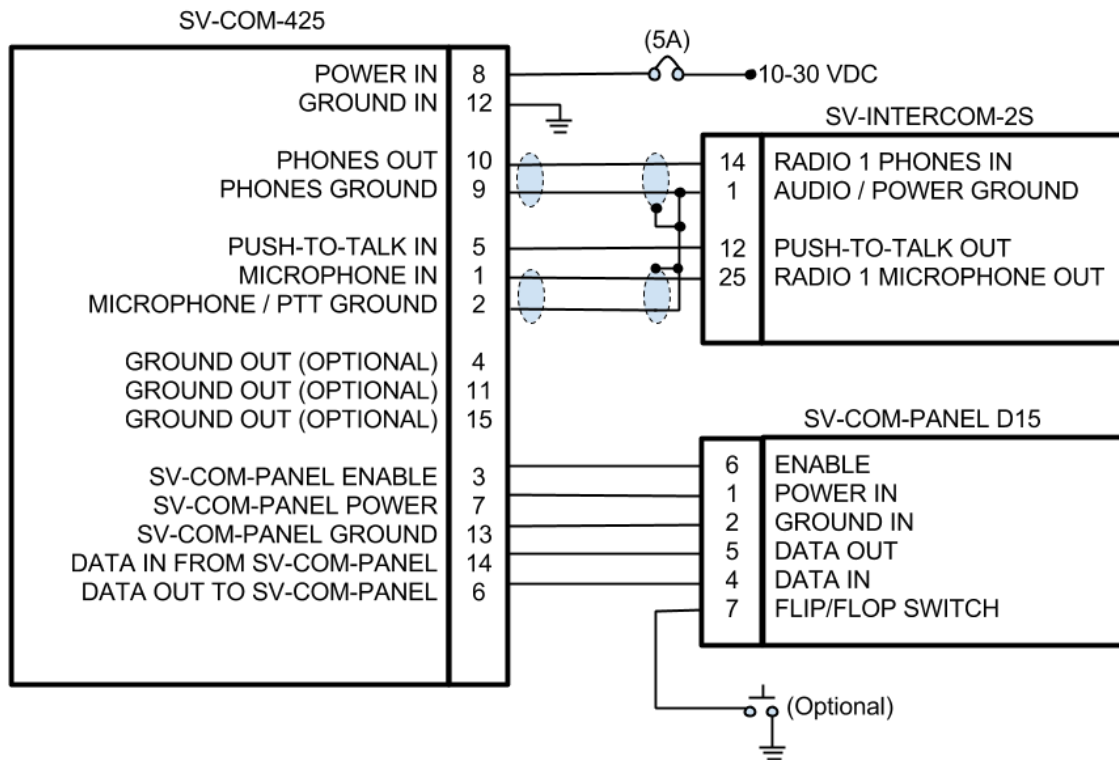 SV-COM-425
POWER IN 8
GROUND IN 12
PHONES OUT 10
PHONES GROUND 9
PUSH-TO-TALK IN 5
MICROPHONE IN 1
MICROPHONE / PTT GROUND 2
GROUND OUT (OPTIONAL) 4
GROUND OUT (OPTIONAL) 11
GROUND OUT (OPTIONAL) 15
SV-COM-PANEL ENABLE 3
SV-COM-PANEL POWER 7
SV-COM-PANEL GROUND 13
DATA IN FROM SV-COM-PANEL 14
DATA OUT TO SV-COM-PANEL 6
(5A)
10-30 VDC
SV-INTERCOM-2S
14 RADIO 1 PHONES IN
1 AUDIO / POWER GROUND
12 PUSH-TO-TALK OUT
25 RADIO 1 MICROPHONE OUT
SV-COM-PANEL D15
6 ENABLE
1 POWER IN
2 GROUND IN
5 DATA OUT
4 DATA IN
7 FLIP/FLOP SWITCH
(Optional)